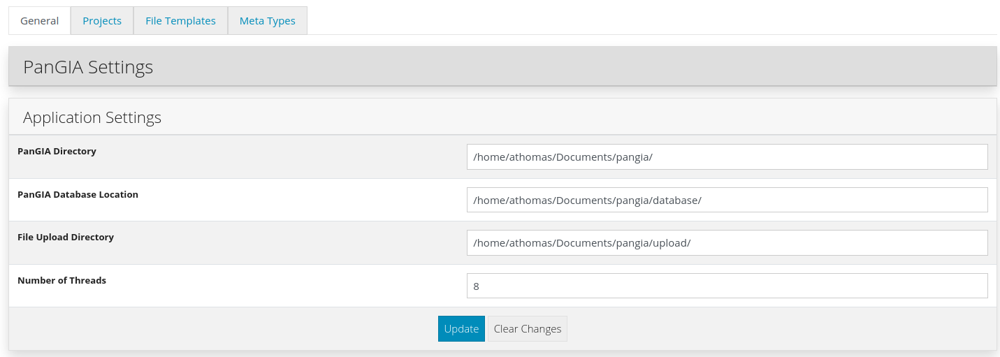 General Projects File Templates Meta Types
PanGIA Settings
Application Settings
PanGIA Directory /home/athomas/Documents/pangia/
PanGIA Database Location /home/athomas/Documents/pangia/database/
File Upload Directory /home/athomas/Documents/pangia/upload/
Number of Threads 8
Update Clear Changes